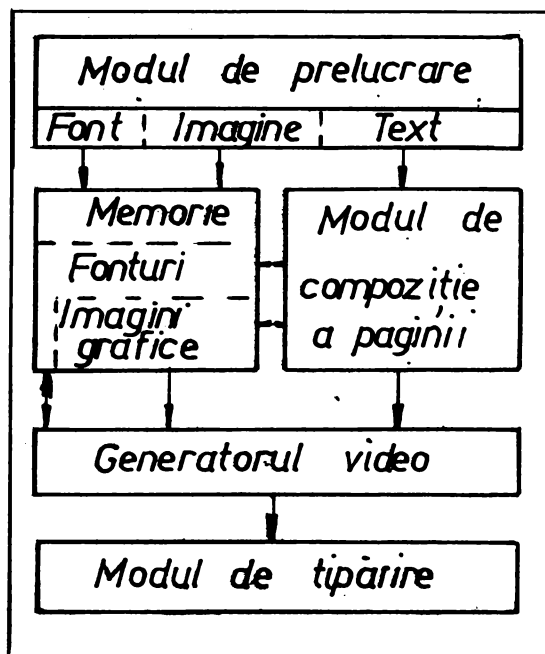 Modul de prelucrare
Font Imagine Text
Memorie
Fonturi
Imagini
grafice
Modul de
compoziție
a paginii
Generatorul video
Modul de tipărire